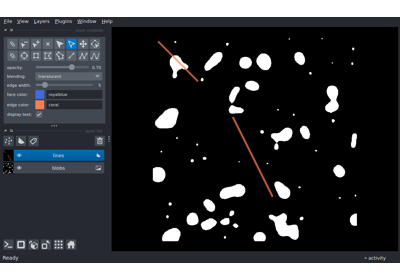 File View Layers Plugins Window Help
opacity: 0.70
blending: translucent
edge width: 5
face color: royalblue
edge color: coral
display text: ✓
lines
blobs
Ready
activity